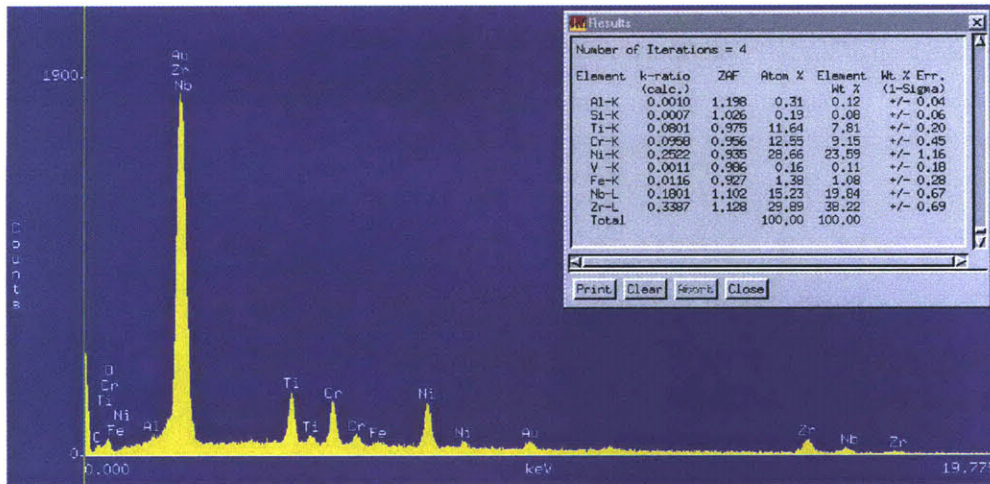 Results
Number of Iterations = 4
Element k-ratio ZAF Atom % Element Wt % Err.
(calc.) Wt % (1-Sigma)
Al-K 0.0010 1.198 0.31 0.12 +/- 0.04
Si-K 0.0007 1.026 0.19 0.08 +/- 0.06
Ti-K 0.0801 0.975 11.64 7.81 +/- 0.20
Cr-K 0.0958 0.956 12.55 9.15 +/- 0.45
Ni-K 0.2522 0.935 28.66 23.59 +/- 1.16
V -K 0.0011 0.986 0.16 0.11 +/- 0.18
Fe-K 0.0116 0.927 1.38 1.08 +/- 0.28
Nb-L 0.1801 1.102 15.23 19.84 +/- 0.67
Zr-L 0.3387 1.128 29.89 38.22 +/- 0.69
Total 100.00 100.00
Print Clear Abort Close
Au
Zr
Nb
1900
Counts
O
Cr
Ti
Ni
C Fe Al
Ti Ti Cr Cr Fe Ni Ni Au Zr Nb Zr
0
0.000 keV 19.775